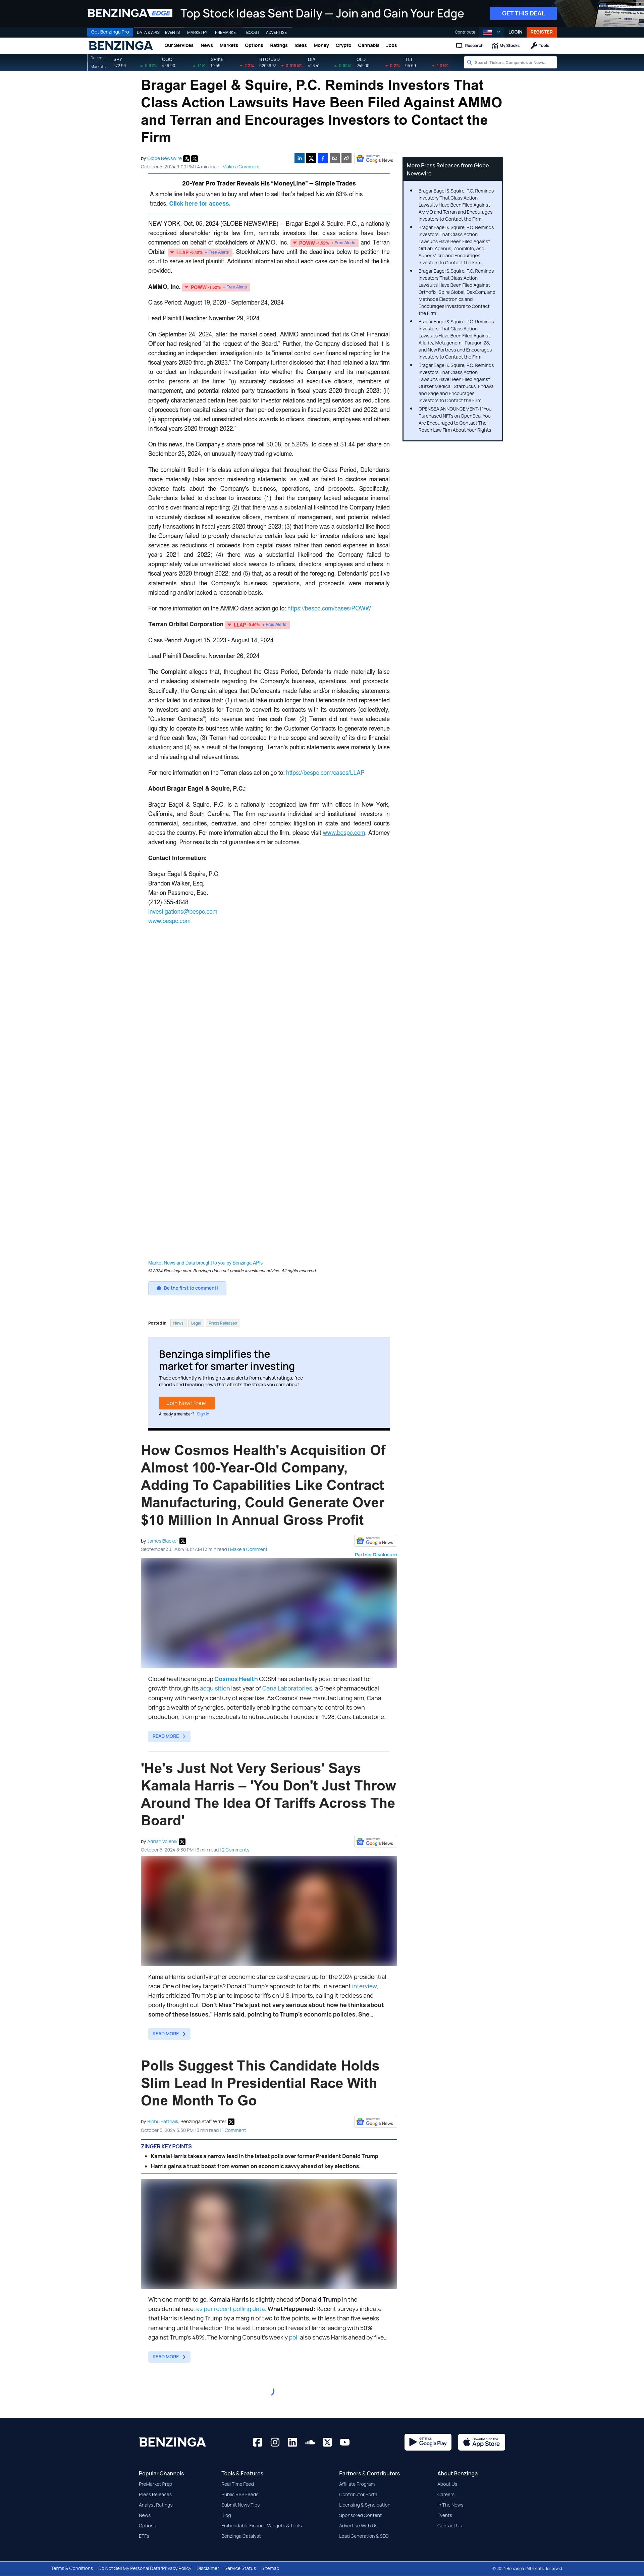 BENZINGA EDGE Top Stock Ideas Sent Daily — Join and Gain Your Edge GET THIS DEAL
Get Benzinga Pro DATA & APIS EVENTS MARKETFY PREMARKET BOOST ADVERTISE Contribute LOGIN REGISTER
BENZINGA Our Services News Markets Options Ratings Ideas Money Crypto Cannabis Jobs Research My Stocks Tools
Recent SPY QQQ SPIKE BTC/USD DIA GLD TLT
Markets
Search Tickers, Companies or News...
Bragar Eagel & Squire, P.C. Reminds Investors That
Class Action Lawsuits Have Been Filed Against AMMO
and Terran and Encourages Investors to Contact the
Firm
by Globe Newswire
October 5, 2024 9:00 PM | 4 min read | Make a Comment
FOLLOW ON Google News
20-Year Pro Trader Reveals His "MoneyLine" — Simple Trades
A simple line tells you when to buy and when to sell that's helped Nic win 83% of his
trades. Click here for access.
NEW YORK, Oct. 05, 2024 (GLOBE NEWSWIRE) -- Bragar Eagel & Squire, P.C., a nationally
recognized shareholder rights law firm, reminds investors that class actions have been
commenced on behalf of stockholders of AMMO, Inc. POWW + Free Alerts and Terran
Orbital LLAP + Free Alerts. Stockholders have until the deadlines below to petition the
court to serve as lead plaintiff. Additional information about each case can be found at the link
provided.
AMMO, Inc. POWW + Free Alerts
Class Period: August 19, 2020 - September 24, 2024
Lead Plaintiff Deadline: November 29, 2024
On September 24, 2024, after the market closed, AMMO announced that its Chief Financial
Officer had resigned "at the request of the Board." Further, the Company disclosed that it is
conducting an independent investigation into its "internal control over financial reporting for the
fiscal years 2020 through 2023." The matters it had been conducting an independent
investigation into include whether the Company and its management
control persons at the time: "(i) accurately disclosed all executive officers, members of
management, and potential related party transactions in fiscal years 2020 through 2023; (ii)
properly characterized certain fees paid for investor relations and legal services as reductions
of proceeds from capital raises rather than period expenses in fiscal years 2021 and 2022; and
(iii) appropriately valued unrestricted stock awards to officers, directors, employees and others
in fiscal years 2020 through 2022."
On this news, the Company's share price fell $0.08, or 5.26%, to close at $1.44 per share on
September 25, 2024, on unusually heavy trading volume.
The complaint filed in this class action alleges that throughout the Class Period, Defendants
made materially false and/or misleading statements, as well as failed to disclose material
adverse facts about the Company's business, operations, and prospects. Specifically,
Defendants failed to disclose to investors: (1) that the company lacked adequate internal
controls over financial reporting; (2) that there was a substantial likelihood the Company failed
to accurately disclose all executive officers, members of management, and potential related
party transactions in fiscal years 2020 through 2023; (3) that there was a substantial likelihood
the Company failed to properly characterize certain fees paid for investor relations and legal
services as reductions of proceeds from capital raises rather than period expenses in fiscal
years 2021 and 2022; (4) that there was a substantial likelihood the Company failed to
appropriately value unrestricted stock awards to officers, directors, employees and others in
fiscal years 2020 through 2022; and (5) that, as a result of the foregoing, Defendants' positive
statements about the Company's business, operations, and prospects were materially
misleading and/or lacked a reasonable basis.
For more information on the AMMO class action go to: https://bespc.com/cases/POWW
Terran Orbital Corporation LLAP + Free Alerts
Class Period: August 15, 2023 - August 14, 2024
Lead Plaintiff Deadline: November 26, 2024
The Complaint alleges that, throughout the Class Period, Defendants made materially false and
misleading statements regarding the Company's business, operations, and prospects.
Specifically, the Complaint alleges that Defendants made false and/or misleading statements
and/or failed to disclose that: (1) it would take much longer than Defendants had represented
to investors and analysts for Terran to convert its contracts with its customers (collectively,
"Customer Contracts") into revenue and free cash flow; (2) Terran did not have adequate
liquidity to operate its business while waiting for the Customer Contracts to generate revenue
and free cash flow; (3) Terran had concealed the true scope and severity of its dire financial
situation; and (4) as a result of the foregoing, Terran's public statements were materially false
and misleading at all relevant times.
For more information on the Terran class action go to: https://bespc.com/cases/LLAP
About Bragar Eagel & Squire, P.C.:
Bragar Eagel & Squire, P.C. is a nationally recognized law firm with offices in New York,
California, and South Carolina. The firm represents individual and institutional investors in
commercial, securities, derivative, and other complex litigation in state and federal courts
across the country. For more information about the firm, please visit www.bespc.com. Attorney
advertising. Prior results do not guarantee similar outcomes.
Contact Information:
Bragar Eagel & Squire, P.C.
Brandon Walker, Esq.
Marion Passmore, Esq.
(212) 355-4648
investigations@bespc.com
www.bespc.com
More Press Releases from Globe
Newswire
Bragar Eagel & Squire, P.C. Reminds
Investors That Class Action
Lawsuits Have Been Filed Against
AMMO and Terran and Encourages
Investors to Contact the Firm
Bragar Eagel & Squire, P.C. Reminds
Investors That Class Action
Lawsuits Have Been Filed Against
GitLab, Agenus, ZoomInfo, and
Super Micro and Encourages
Investors to Contact the Firm
Bragar Eagel & Squire, P.C. Reminds
Investors That Class Action
Lawsuits Have Been Filed Against
Orthofix, Spire Global, DexCom, and
Methode Electronics and
Encourages Investors to Contact
the Firm
Bragar Eagel & Squire, P.C. Reminds
Investors That Class Action
Lawsuits Have Been Filed Against
Allarity, Metagenomi, Paragon 28,
and New Fortress and Encourages
Investors to Contact the Firm
Bragar Eagel & Squire, P.C. Reminds
Investors That Class Action
Lawsuits Have Been Filed Against
Outset Medical, Starbucks, Endava,
and Sage and Encourages
Investors to Contact the Firm
OPENSEA ANNOUNCEMENT: If You
Purchased NFTs on OpenSea, You
Are Encouraged to Contact The
Rosen Law Firm About Your Rights
Market News and Data brought to you by Benzinga APIs
© 2024 Benzinga.com. Benzinga does not provide investment advice. All rights reserved.
Be the first to comment!
Posted In: News Legal Press Releases
Benzinga simplifies the
market for smarter investing
Trade confidently with insights and alerts from analyst ratings, free
reports and breaking news that affects the stocks you care about.
Join Now: Free!
Already a member? Sign in
How Cosmos Health's Acquisition Of
Almost 100-Year-Old Company,
Adding To Capabilities Like Contract
Manufacturing, Could Generate Over
$10 Million In Annual Gross Profit
by James Blacker
September 30, 2024 8:12 AM | 3 min read | Make a Comment
FOLLOW ON Google News
Partner Disclosure
Global healthcare group Cosmos Health COSM has potentially positioned itself for
growth through its acquisition last year of Cana Laboratories, a Greek pharmaceutical
company with nearly a century of expertise. As Cosmos' new manufacturing arm, Cana
brings a wealth of synergies, potentially enabling the company to control its own
production, from pharmaceuticals to nutraceuticals. Founded in 1928, Cana Laboratorie...
READ MORE
'He's Just Not Very Serious' Says
Kamala Harris — 'You Don't Just Throw
Around The Idea Of Tariffs Across The
Board'
by Adrian Volenik
October 5, 2024 8:30 PM | 3 min read | 2 Comments
FOLLOW ON Google News
Kamala Harris is clarifying her economic stance as she gears up for the 2024 presidential
race. One of her key targets? Donald Trump's approach to tariffs. In a recent interview,
Harris criticized Trump's plan to impose tariffs on U.S. imports, calling it reckless and
poorly thought out. Don't Miss "He's just not very serious about how he thinks about
some of these issues," Harris said, pointing to Trump's economic policies. She...
READ MORE
Polls Suggest This Candidate Holds
Slim Lead In Presidential Race With
One Month To Go
by Bibhu Pattnaik, Benzinga Staff Writer
October 5, 2024 5:30 PM | 3 min read | 1 Comment
FOLLOW ON Google News
ZINGER KEY POINTS
Kamala Harris takes a narrow lead in the latest polls over former President Donald Trump
Harris gains a trust boost from women on economic savvy ahead of key elections.
With one month to go, Kamala Harris is slightly ahead of Donald Trump in the
presidential race, as per recent polling data. What Happened: Recent surveys indicate
that Harris is leading Trump by a margin of two to five points, with less than five weeks
remaining until the election The latest Emerson poll reveals Harris leading with 50%
against Trump's 48%. The Morning Consult's weekly poll also shows Harris ahead by five...
READ MORE
BENZINGA GET IT ON Google Play Download on the App Store
Popular Channels
PreMarket Prep
Press Releases
Analyst Ratings
News
Options
ETFs
Tools & Features
Real Time Feed
Public RSS Feeds
Submit News Tips
Blog
Embeddable Finance Widgets & Tools
Benzinga Catalyst
Partners & Contributors
Affiliate Program
Contributor Portal
Licensing & Syndication
Sponsored Content
Advertise With Us
Lead Generation & SEO
About Benzinga
About Us
Careers
In The News
Events
Contact Us
Terms & Conditions Do Not Sell My Personal Data/Privacy Policy Disclaimer Service Status Sitemap © 2024 Benzinga | All Rights Reserved